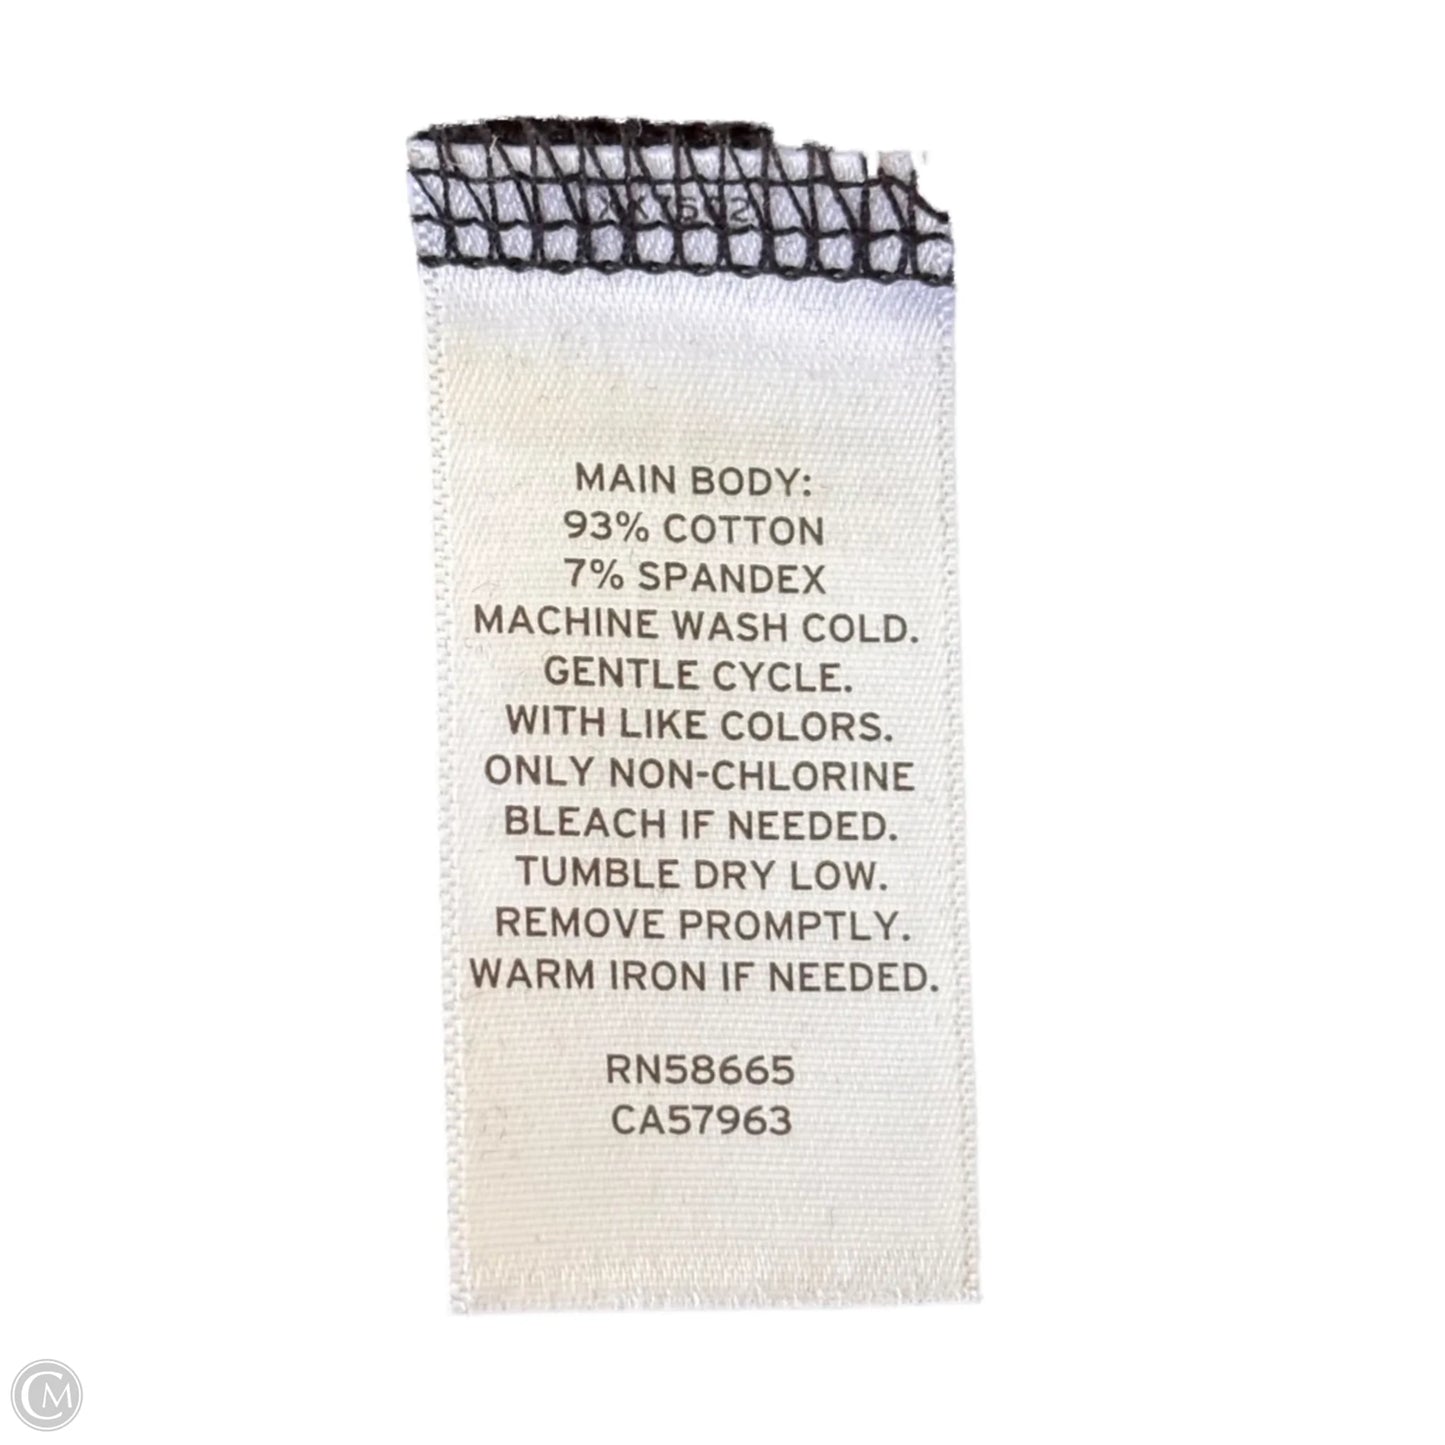 MAIN BODY:
93% COTTON
7% SPANDEX
MACHINE WASH COLD.
GENTLE CYCLE.
WITH LIKE COLORS.
ONLY NON-CHLORINE
BLEACH IF NEEDED.
TUMBLE DRY LOW.
REMOVE PROMPTLY.
WARM IRON IF NEEDED.
RN58665
CA57963
CM